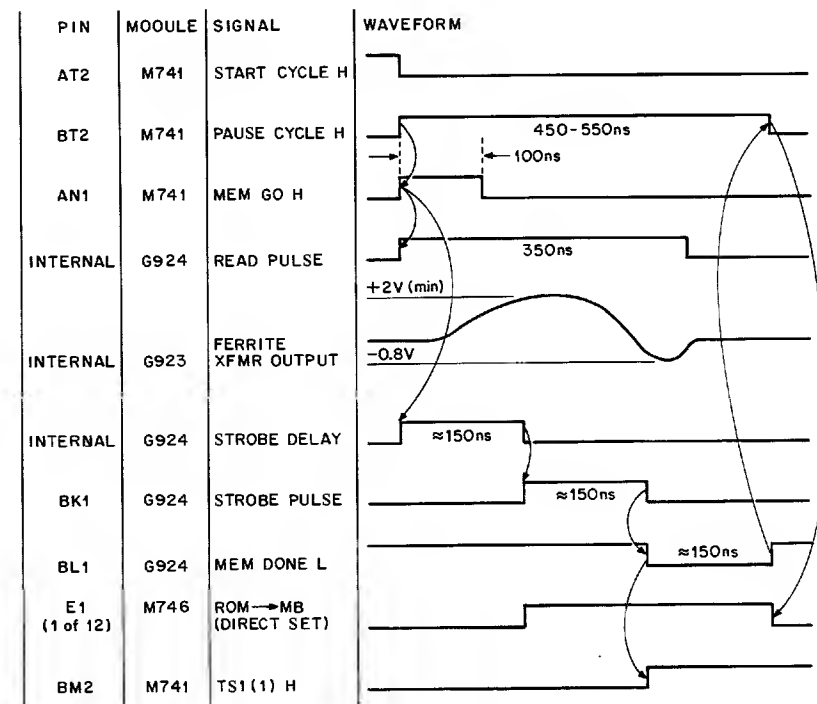 PIN MOOULE SIGNAL WAVEFORM
AT2 M741 START CYCLE H
BT2 M741 PAUSE CYCLE H 450-550ns
100ns
AN1 M741 MEM GO H
INTERNAL G924 READ PULSE 350ns
+2V (min)
INTERNAL G923 FERRITE
XFMR OUTPUT -0.8V
INTERNAL G924 STROBE DELAY ≈150ns
BK1 G924 STROBE PULSE ≈150ns
BL1 G924 MEM DONE L ≈150ns
E1 M746 ROM→MB
(1 of 12) (DIRECT SET)
BM2 M741 TS1(1) H